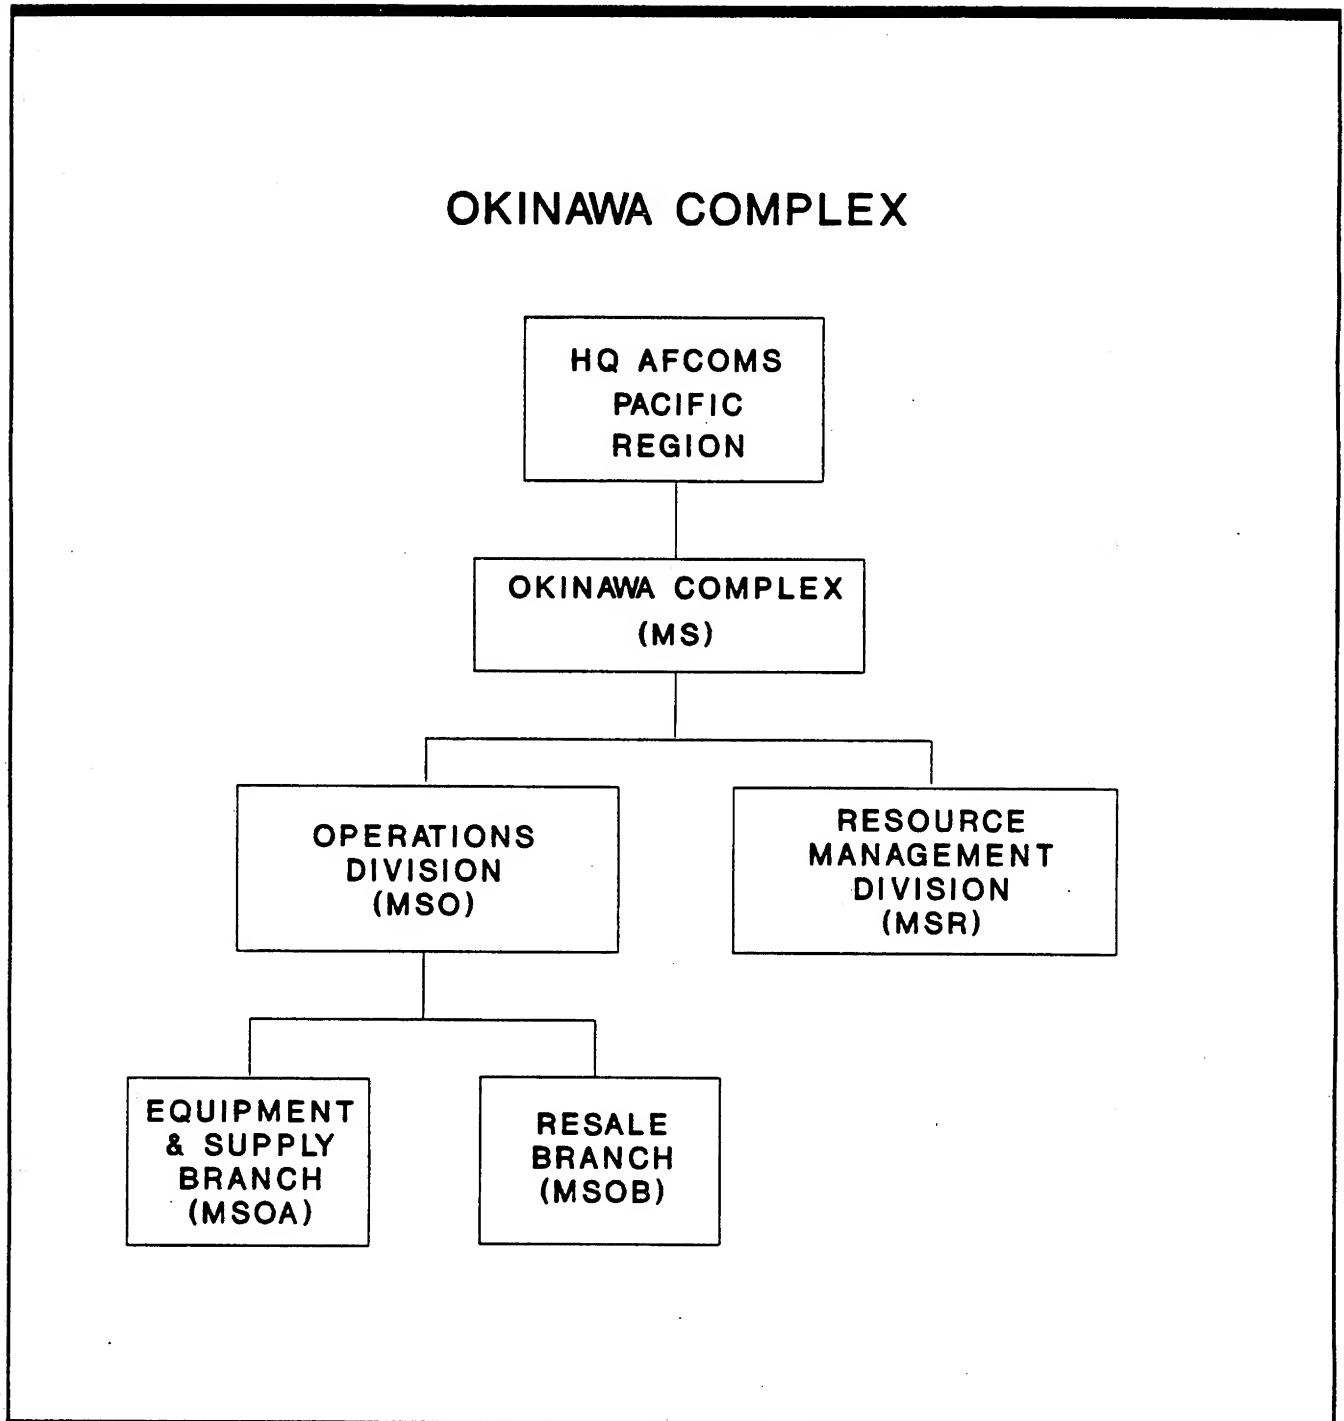 OKINAWA COMPLEX
HQ AFCOMS
PACIFIC
REGION
OKINAWA COMPLEX
(MS)
OPERATIONS
DIVISION
(MSO)
RESOURCE
MANAGEMENT
DIVISION
(MSR)
EQUIPMENT
& SUPPLY
BRANCH
(MSOA)
RESALE
BRANCH
(MSOB)